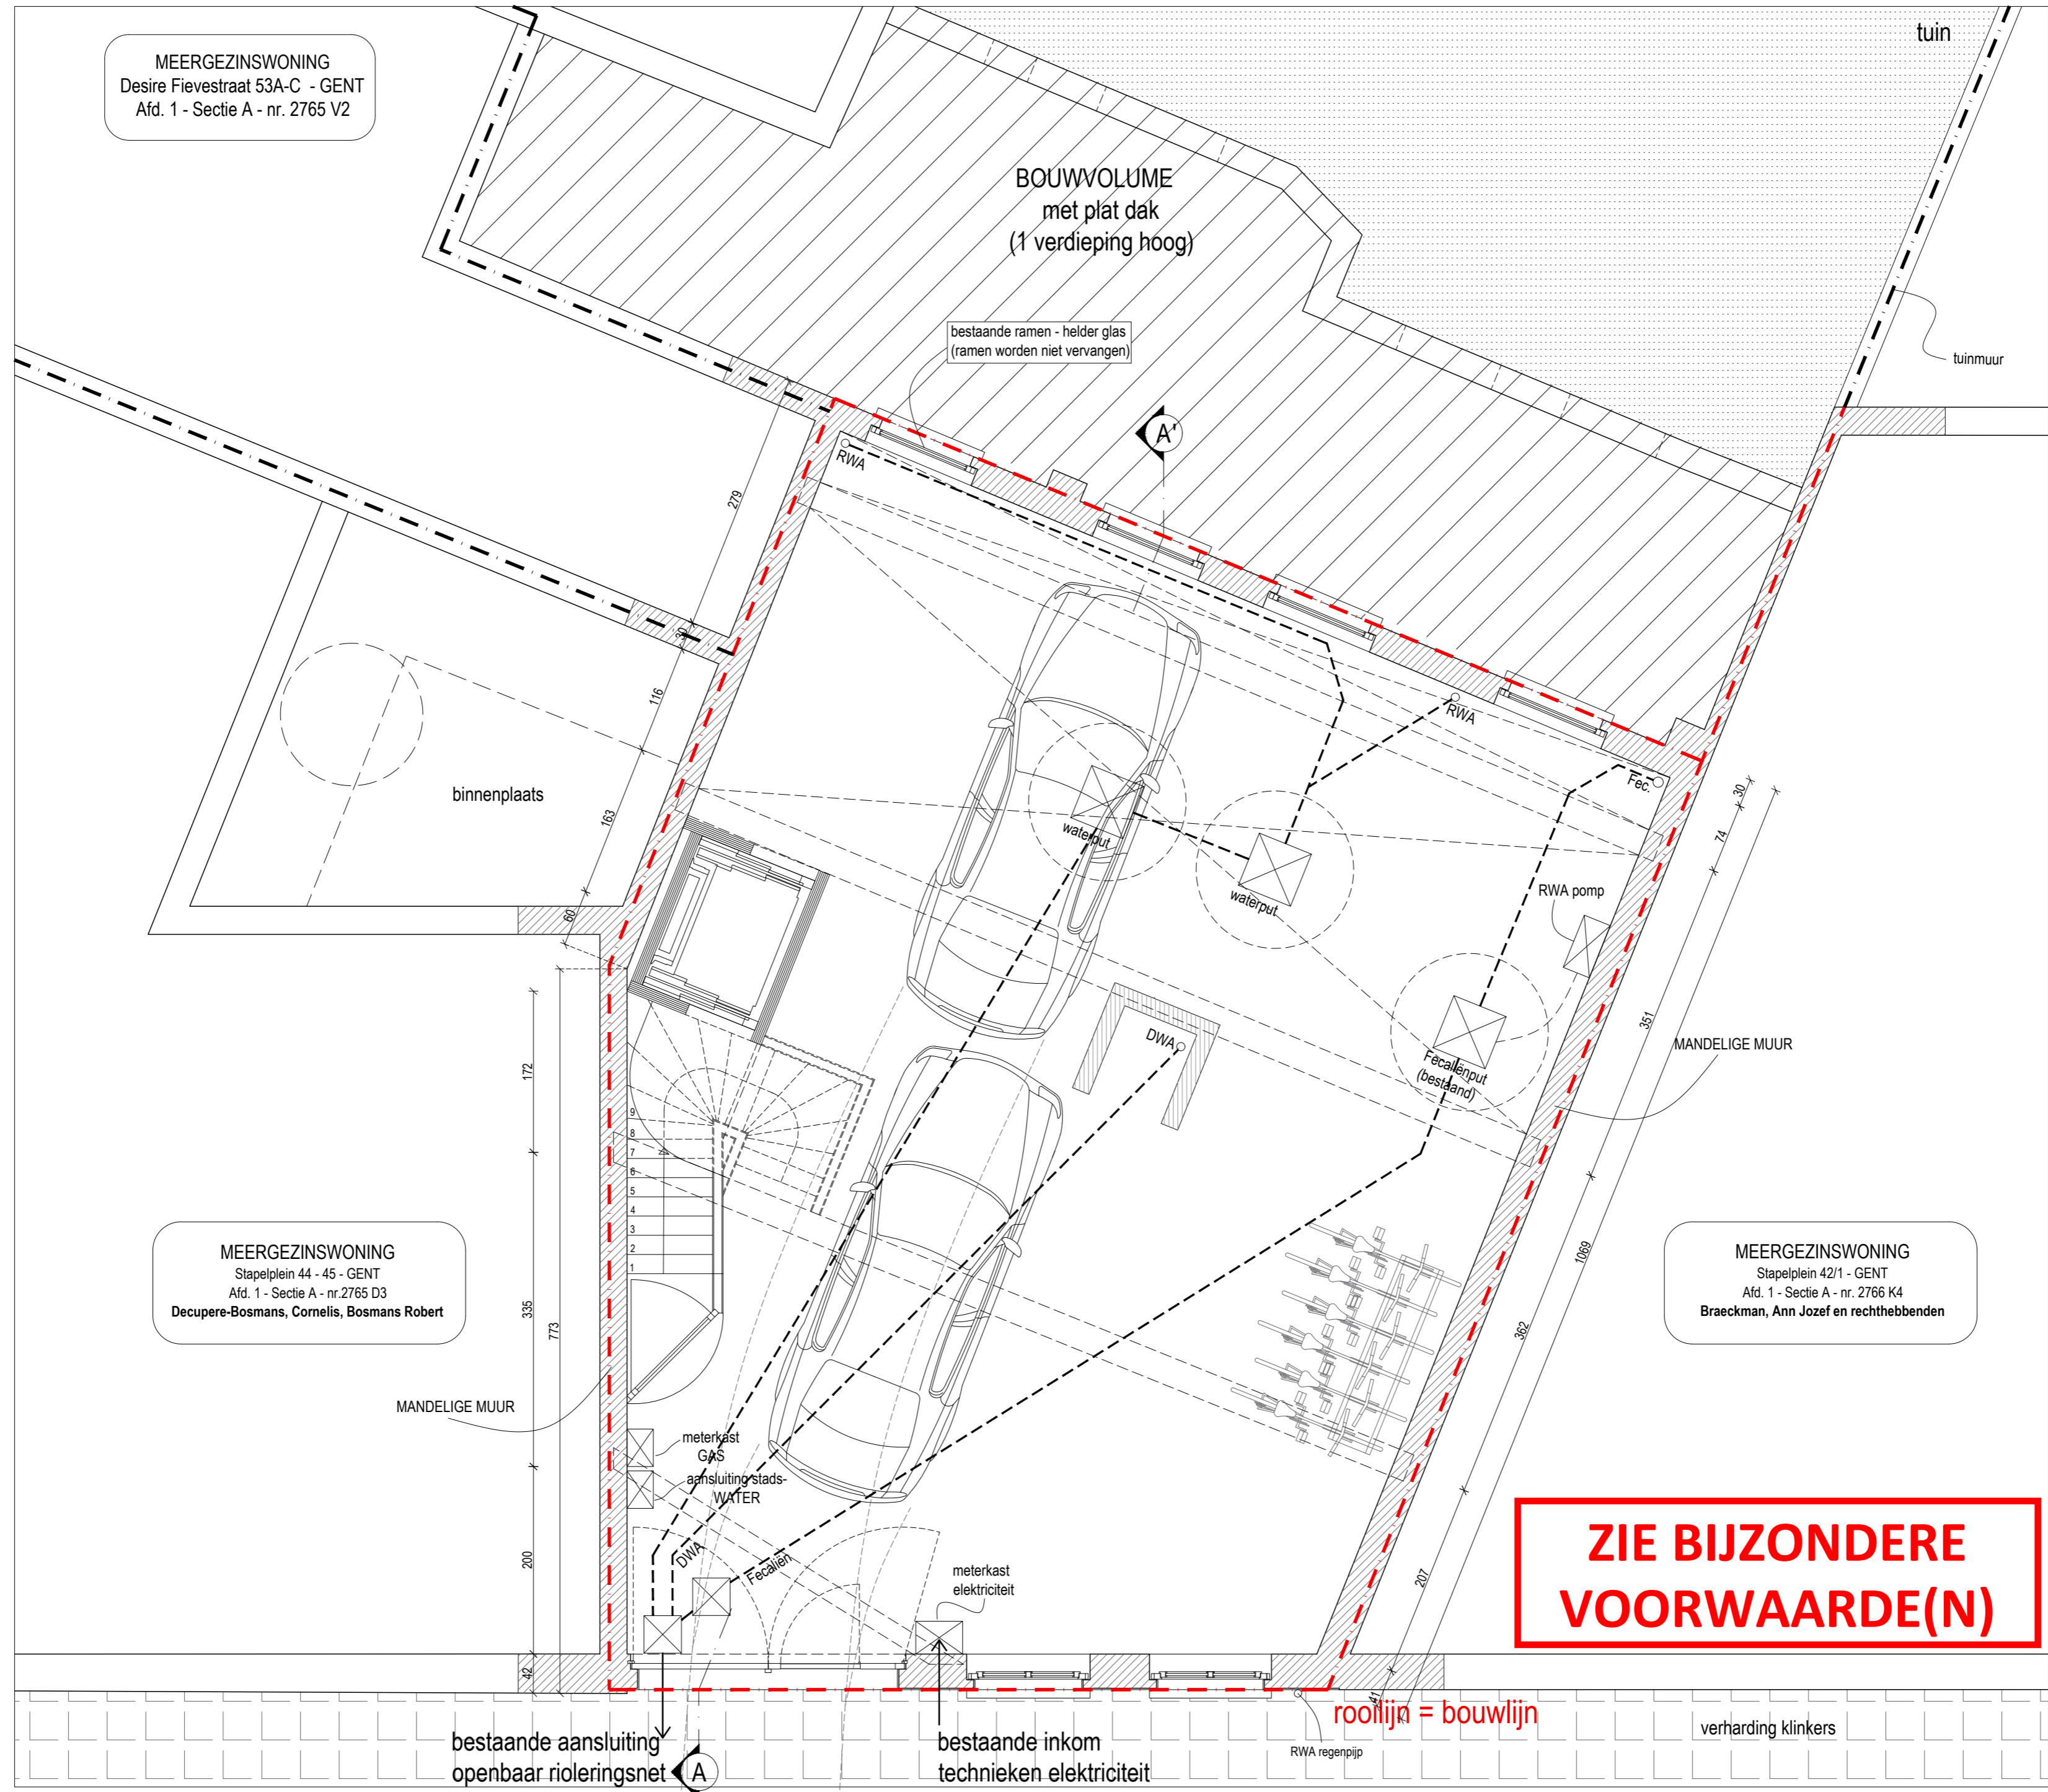 MEERGEZINSWONING
Desire Fievestraat 53A-C - GENT
Afd. 1 - Sectie A - nr. 2765 V2
tuin
BOUWVOLUME
met plat dak
(1 verdieping hoog)
bestaande ramen - helder glas
(ramen worden niet vervangen)
tuinmuur
A'
RWA
279
30
116
163
60
binnenplaats
RWA
Fec.
30
74
waterput
waterput
RWA pomp
351
MANDELIGE MUUR
DWA
Fecaliënput
(bestaand)
172
9
8
7
6
5
4
3
2
1
MEERGEZINSWONING
Stapelplein 44 - 45 - GENT
Afd. 1 - Sectie A - nr.2765 D3
Decupere-Bosmans, Cornelis, Bosmans Robert
335
773
1069
362
MEERGEZINSWONING
Stapelplein 42/1 - GENT
Afd. 1 - Sectie A - nr. 2766 K4
Braeckman, Ann Jozef en rechthebbenden
MANDELIGE MUUR
meterkast
GAS
aansluiting stads-
WATER
200
DWA
Fecaliën
meterkast
elektriciteit
207
ZIE BIJZONDERE
VOORWAARDE(N)
42
41
rooilijn = bouwlijn
bestaande aansluiting
openbaar rioleringsnet
A
bestaande inkom
technieken elektriciteit
RWA regenpijp
verharding klinkers